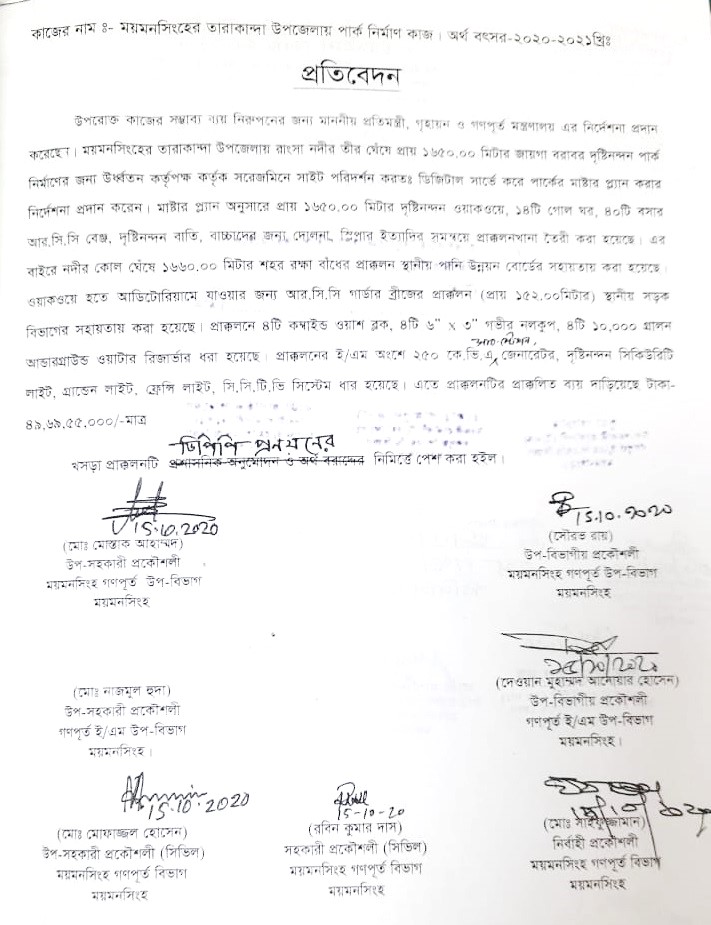 কাজের নাম ঃ- ময়মনসিংহের তারাকান্দা উপজেলায় পার্ক নির্মাণ কাজ। অর্থ বৎসর-২০২০-২০২১খ্রিঃ
প্রতিবেদন
উপরোক্ত কাজের সম্ভাব্য ব্যয় নিরুপনের জন্য মাননীয় প্রতিমন্ত্রী, গৃহায়ন ও গণপূর্ত মন্ত্রণালয় এর নির্দেশনা প্রদান
করেছেন। ময়মনসিংহের তারাকান্দা উপজেলায় রাংসা নদীর তীর ঘেঁষে প্রায় ১৬৫০.০০ মিটার জায়গা বরাবর দৃষ্টিনন্দন পার্ক
নির্মাণের জন্য উর্ধ্বতন কর্তৃপক্ষ কর্তৃক সরেজমিনে সাইট পরিদর্শন করতঃ ডিজিটাল সার্ভে করে পার্কের মাষ্টার প্ল্যান করার
নির্দেশনা প্রদান করেন। মাষ্টার প্ল্যান অনুসারে প্রায় ১৬৫০.০০ মিটার দৃষ্টিনন্দন ওয়াকওয়ে, ১৪টি গোল ঘর, ৪০টি বসার
আর.সি.সি বেঞ্চ, দৃষ্টিনন্দন বাতি, বাচ্চাদের জন্য দোলনা, স্লিপার ইত্যাদির সমন্বয়ে প্রাক্কলনখানা তৈরী করা হয়েছে। এর
বাইরে নদীর কোল ঘেঁষে ১৬৬০.০০ মিটার শহর রক্ষা বাঁধের প্রাক্কলন স্থানীয় পানি উন্নয়ন বোর্ডের সহায়তায় করা হয়েছে।
ওয়াকওয়ে হতে আডিটোরিয়ামে যাওয়ার জন্য আর.সি.সি গার্ডার ব্রীজের প্রাক্কলন (প্রায় ১৫২.০০মিটার) স্থানীয় সড়ক
বিভাগের সহায়তায় করা হয়েছে। প্রাক্কলনে ৪টি কম্বাইন্ড ওয়াশ ব্লক, ৪টি ৬" x ৩" গভীর নলকুপ, ৪টি ১০,০০০ গ্যালন
আন্ডারগ্রাউন্ড ওয়াটার রিজার্ভার ধরা হয়েছে। প্রাক্কলনের ই/এম অংশে ২৫০ কে.ভি.এ জেনারেটর, দৃষ্টিনন্দন সিকিউরিটি
লাইট, গ্রার্ডেন লাইট, ফ্রেন্সি লাইট, সি.সি.টি.ভি সিস্টেম ধার হয়েছে। এতে প্রাক্কলনটির প্রাক্কলিত ব্যয় দাড়িয়েছে টাকা-
৪৯,৬৯,৫৫,০০০/-মাত্র
ডিপিপি প্রনয়নের
খসড়া প্রাক্কলনটি প্রশাসনিক অনুমোদন ও অর্থ বরাদ্দের নিমিত্তে পেশ করা হইল।
15.10.2020
15.10.2020
(মোঃ মোস্তাক আহাম্মদ)
(সৌরভ রায়)
উপ-সহকারী প্রকৌশলী
উপ-বিভাগীয় প্রকৌশলী
ময়মনসিংহ গণপূর্ত উপ-বিভাগ
ময়মনসিংহ গণপূর্ত উপ-বিভাগ
ময়মনসিংহ
ময়মনসিংহ
১৫/১০/২০২০
(মোঃ নাজমূল হুদা)
(দেওয়ান মুহাম্মদ আনোয়ার হোসেন)
উপ-সহকারী প্রকৌশলী
উপ-বিভাগীয় প্রকৌশলী
গণপূর্ত ই/এম উপ-বিভাগ
গণপূর্ত ই/এম উপ-বিভাগ
ময়মনসিংহ।
ময়মনসিংহ।
15.10.2020
15-10-20
(মোঃ মোফাজ্জল হোসেন)
(রবিন কুমার দাস)
(মোঃ সাইফুজ্জামান)
উপ-সহকারী প্রকৌশলী (সিভিল)
সহকারী প্রকৌশলী (সিভিল)
নির্বাহী প্রকৌশলী
ময়মনসিংহ গণপূর্ত বিভাগ
ময়মনসিংহ গণপূর্ত বিভাগ
ময়মনসিংহ গণপূর্ত বিভাগ
ময়মনসিংহ
ময়মনসিংহ
ময়মনসিংহ